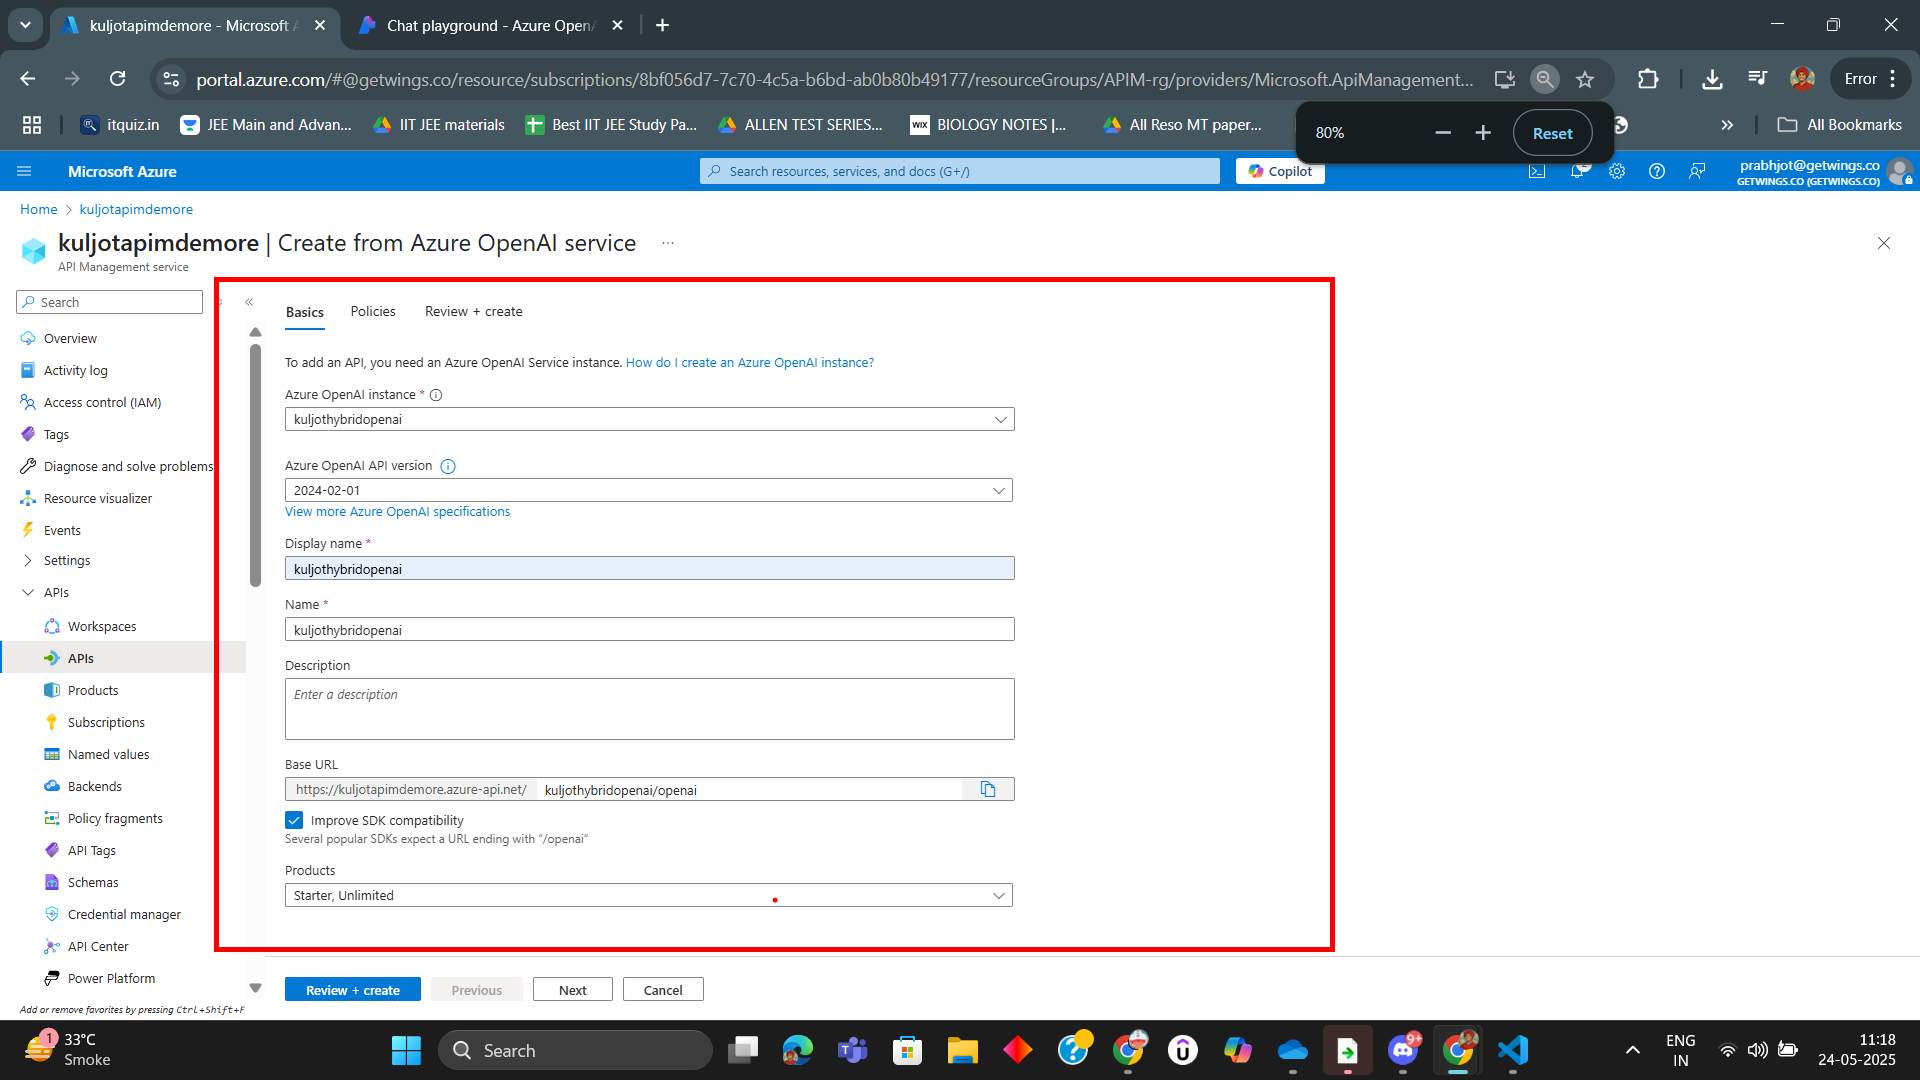 kuljotapimdemore - Microsoft A
Chat playground - Azure OpenA
portal.azure.com/#@getwings.co/resource/subscriptions/8bf056d7-7c70-4c5a-b6bd-ab0b80b49177/resourceGroups/APIM-rg/providers/Microsoft.ApiManagement...
Error
itquiz.in
JEE Main and Advan...
IIT JEE materials
Best IIT JEE Study Pa...
ALLEN TEST SERIES...
WIX BIOLOGY NOTES |...
All Reso MT paper...
All Bookmarks
80%
Reset
Microsoft Azure
Search resources, services, and docs (G+/)
Copilot
prabhjot@getwings.co
GETWINGS.CO (GETWINGS.CO)
Home > kuljotapimdemore
kuljotapimdemore | Create from Azure OpenAI service ...
API Management service
Search
Overview
Activity log
Access control (IAM)
Tags
Diagnose and solve problems
Resource visualizer
Events
Settings
APIs
Workspaces
APIs
Products
Subscriptions
Named values
Backends
Policy fragments
API Tags
Schemas
Credential manager
API Center
Power Platform
Add or remove favorites by pressing Ctrl+Shift+F
Basics
Policies
Review + create
To add an API, you need an Azure OpenAI Service instance. How do I create an Azure OpenAI instance?
Azure OpenAI instance *
kuljothybridopenai
Azure OpenAI API version
2024-02-01
View more Azure OpenAI specifications
Display name *
kuljothybridopenai
Name *
kuljothybridopenai
Description
Enter a description
Base URL
https://kuljotapimdemore.azure-api.net/ kuljothybridopenai/openai
Improve SDK compatibility
Several popular SDKs expect a URL ending with "/openai"
Products
Starter, Unlimited
Review + create
Previous
Next
Cancel
1
33°C
Smoke
Search
9+
ENG
IN
11:18
24-05-2025